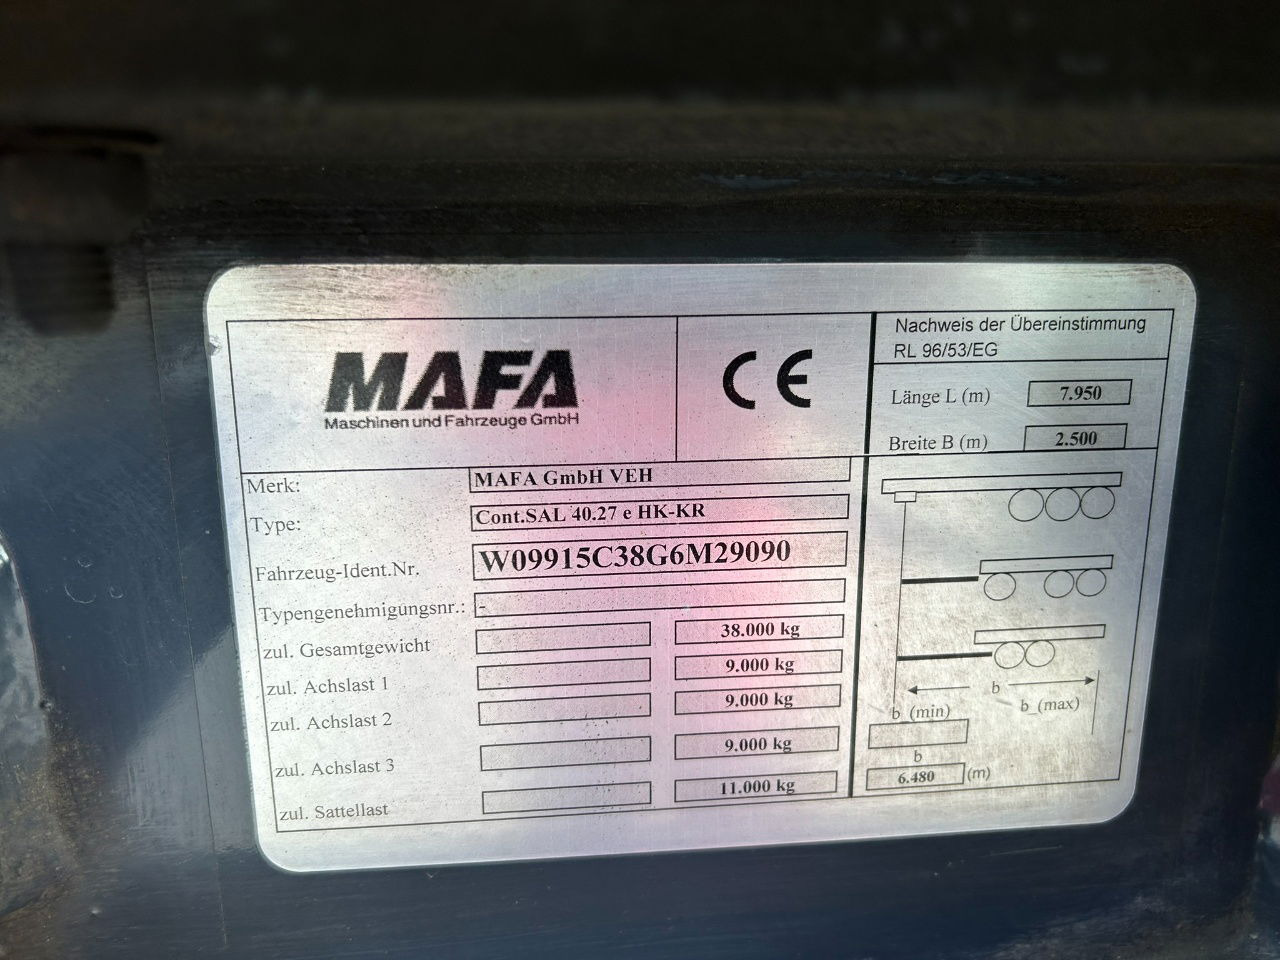 MAFA
Maschinen und Fahrzeuge GmbH
CE
Nachweis der Übereinstimmung
RL 96/53/EG
Länge L (m) 7.950
Breite B (m) 2.500
Merk: MAFA GmbH VEH
Type: Cont.SAL 40.27 e HK-KR
Fahrzeug-Ident.Nr. W09915C38G6M29090
Typengenehmigungsnr.: -
zul. Gesamtgewicht 38.000 kg
zul. Achslast 1 9.000 kg
zul. Achslast 2 9.000 kg
zul. Achslast 3 9.000 kg
zul. Sattellast 11.000 kg
b
b_(min) b_(max)
b
6.480 (m)